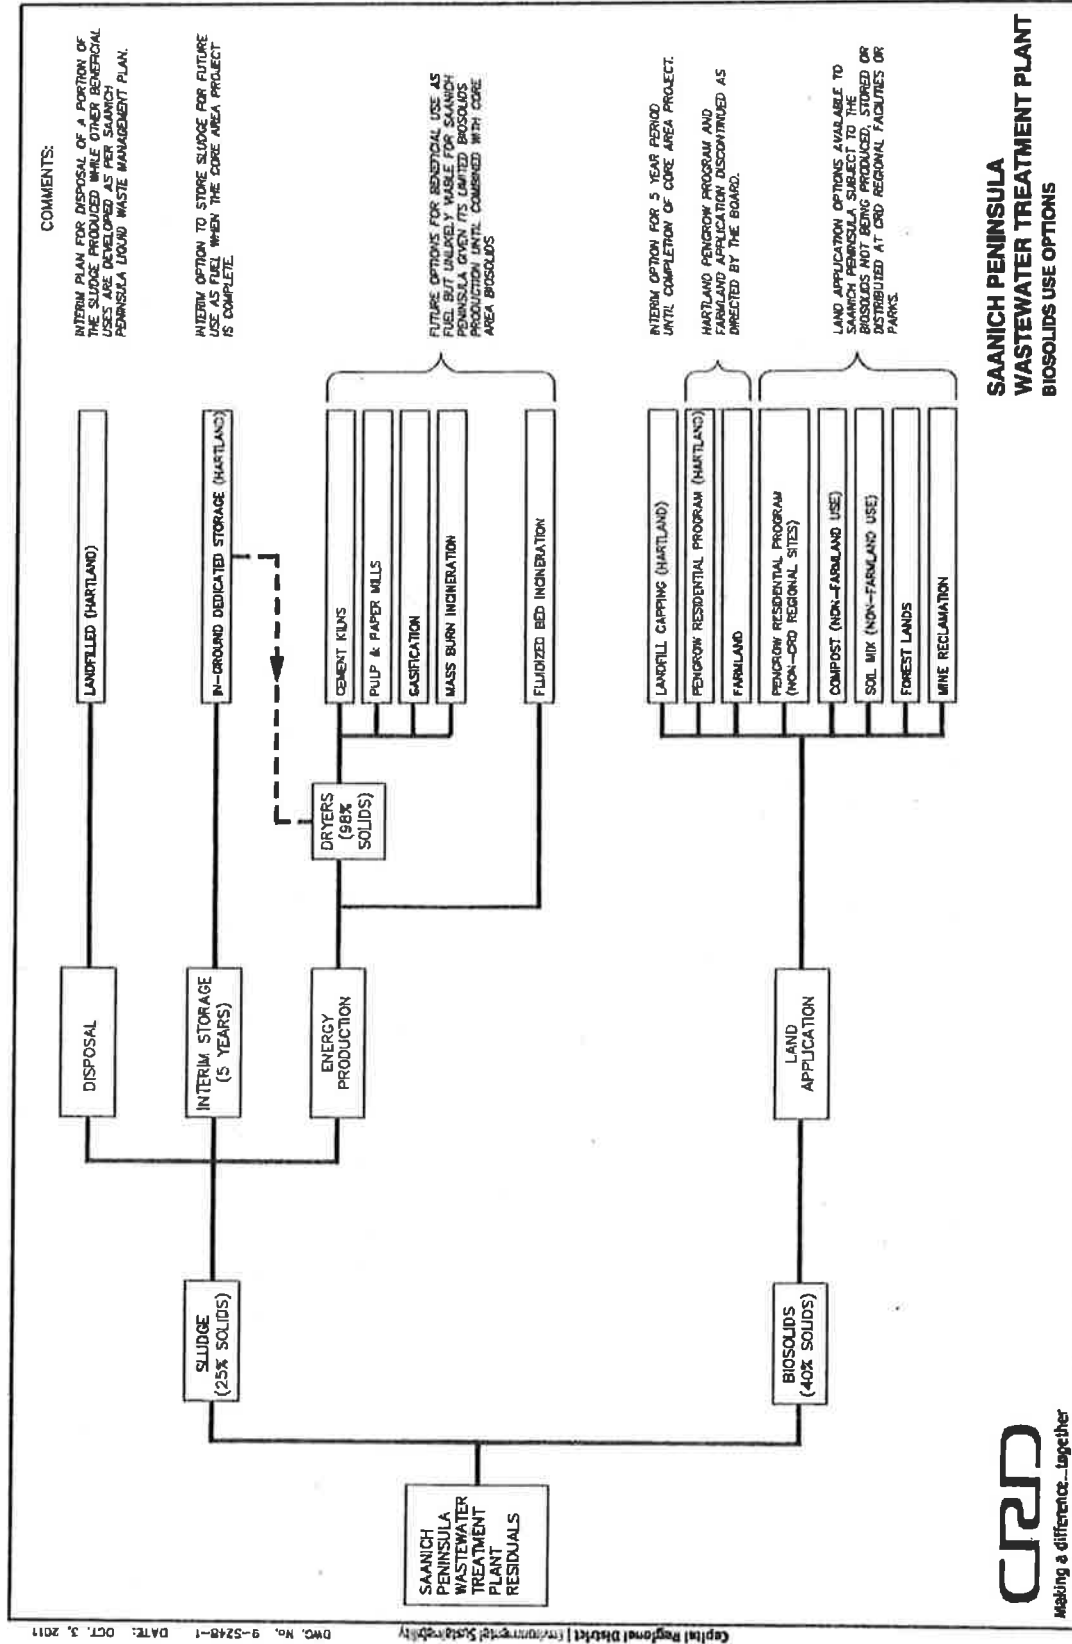 COMMENTS:
DISPOSAL
LANDFILLED (HARTLAND)
INTERIM PLAN FOR DISPOSAL OF A PORTION OF
THE SLUDGE PRODUCED WHILE OTHER BENEFICIAL
USES ARE DEVELOPED AS PER SAANICH
PENINSULA LIQUID WASTE MANAGEMENT PLAN.
SLUDGE
(25% SOLIDS)
INTERIM STORAGE
(5 YEARS)
IN-GROUND DEDICATED STORAGE (HARTLAND)
INTERIM OPTION TO STORE SLUDGE FOR FUTURE
USE AS FUEL WHEN THE CORE AREA PROJECT
IS COMPLETE.
ENERGY
PRODUCTION
DRYERS
(98%
SOLIDS)
CEMENT KILNS
PULP & PAPER MILLS
GASIFICATION
MASS BURN INCINERATION
FLUIDIZED BED INCINERATION
FUTURE OPTIONS FOR BENEFICIAL USE AS
FUEL BUT UNLIKELY VIABLE FOR SAANICH
PENINSULA GIVEN ITS LIMITED BIOSOLIDS
PRODUCTION UNTIL COMBINED WITH CORE
AREA BIOSOLIDS
SAANICH
PENINSULA
WASTEWATER
TREATMENT
PLANT
RESIDUALS
BIOSOLIDS
(40% SOLIDS)
LAND
APPLICATION
LANDFILL CAPPING (HARTLAND)
INTERIM OPTION FOR 5 YEAR PERIOD
UNTIL COMPLETION OF CORE AREA PROJECT.
PENGROW RESIDENTIAL PROGRAM (HARTLAND)
FARMLAND
HARTLAND PENGROW PROGRAM AND
FARMLAND APPLICATION DISCONTINUED AS
DIRECTED BY THE BOARD.
PENGROW RESIDENTIAL PROGRAM
(NON-CRD REGIONAL SITES)
COMPOST (NON-FARMLAND USE)
SOIL MIX (NON-FARMLAND USE)
FOREST LANDS
MINE RECLAMATION
LAND APPLICATION OPTIONS AVAILABLE TO
SAANICH PENINSULA SUBJECT TO THE
BIOSOLIDS NOT BEING PRODUCED, STORED OR
DISTRIBUTED AT CRD REGIONAL FACILITIES OR
PARKS.
CRD
Making a difference...together
SAANICH PENINSULA
WASTEWATER TREATMENT PLANT
BIOSOLIDS USE OPTIONS
Capital Regional District | Environmental Sustainability
DWG. No. 9-S248-1 DATE: OCT. 3, 2011